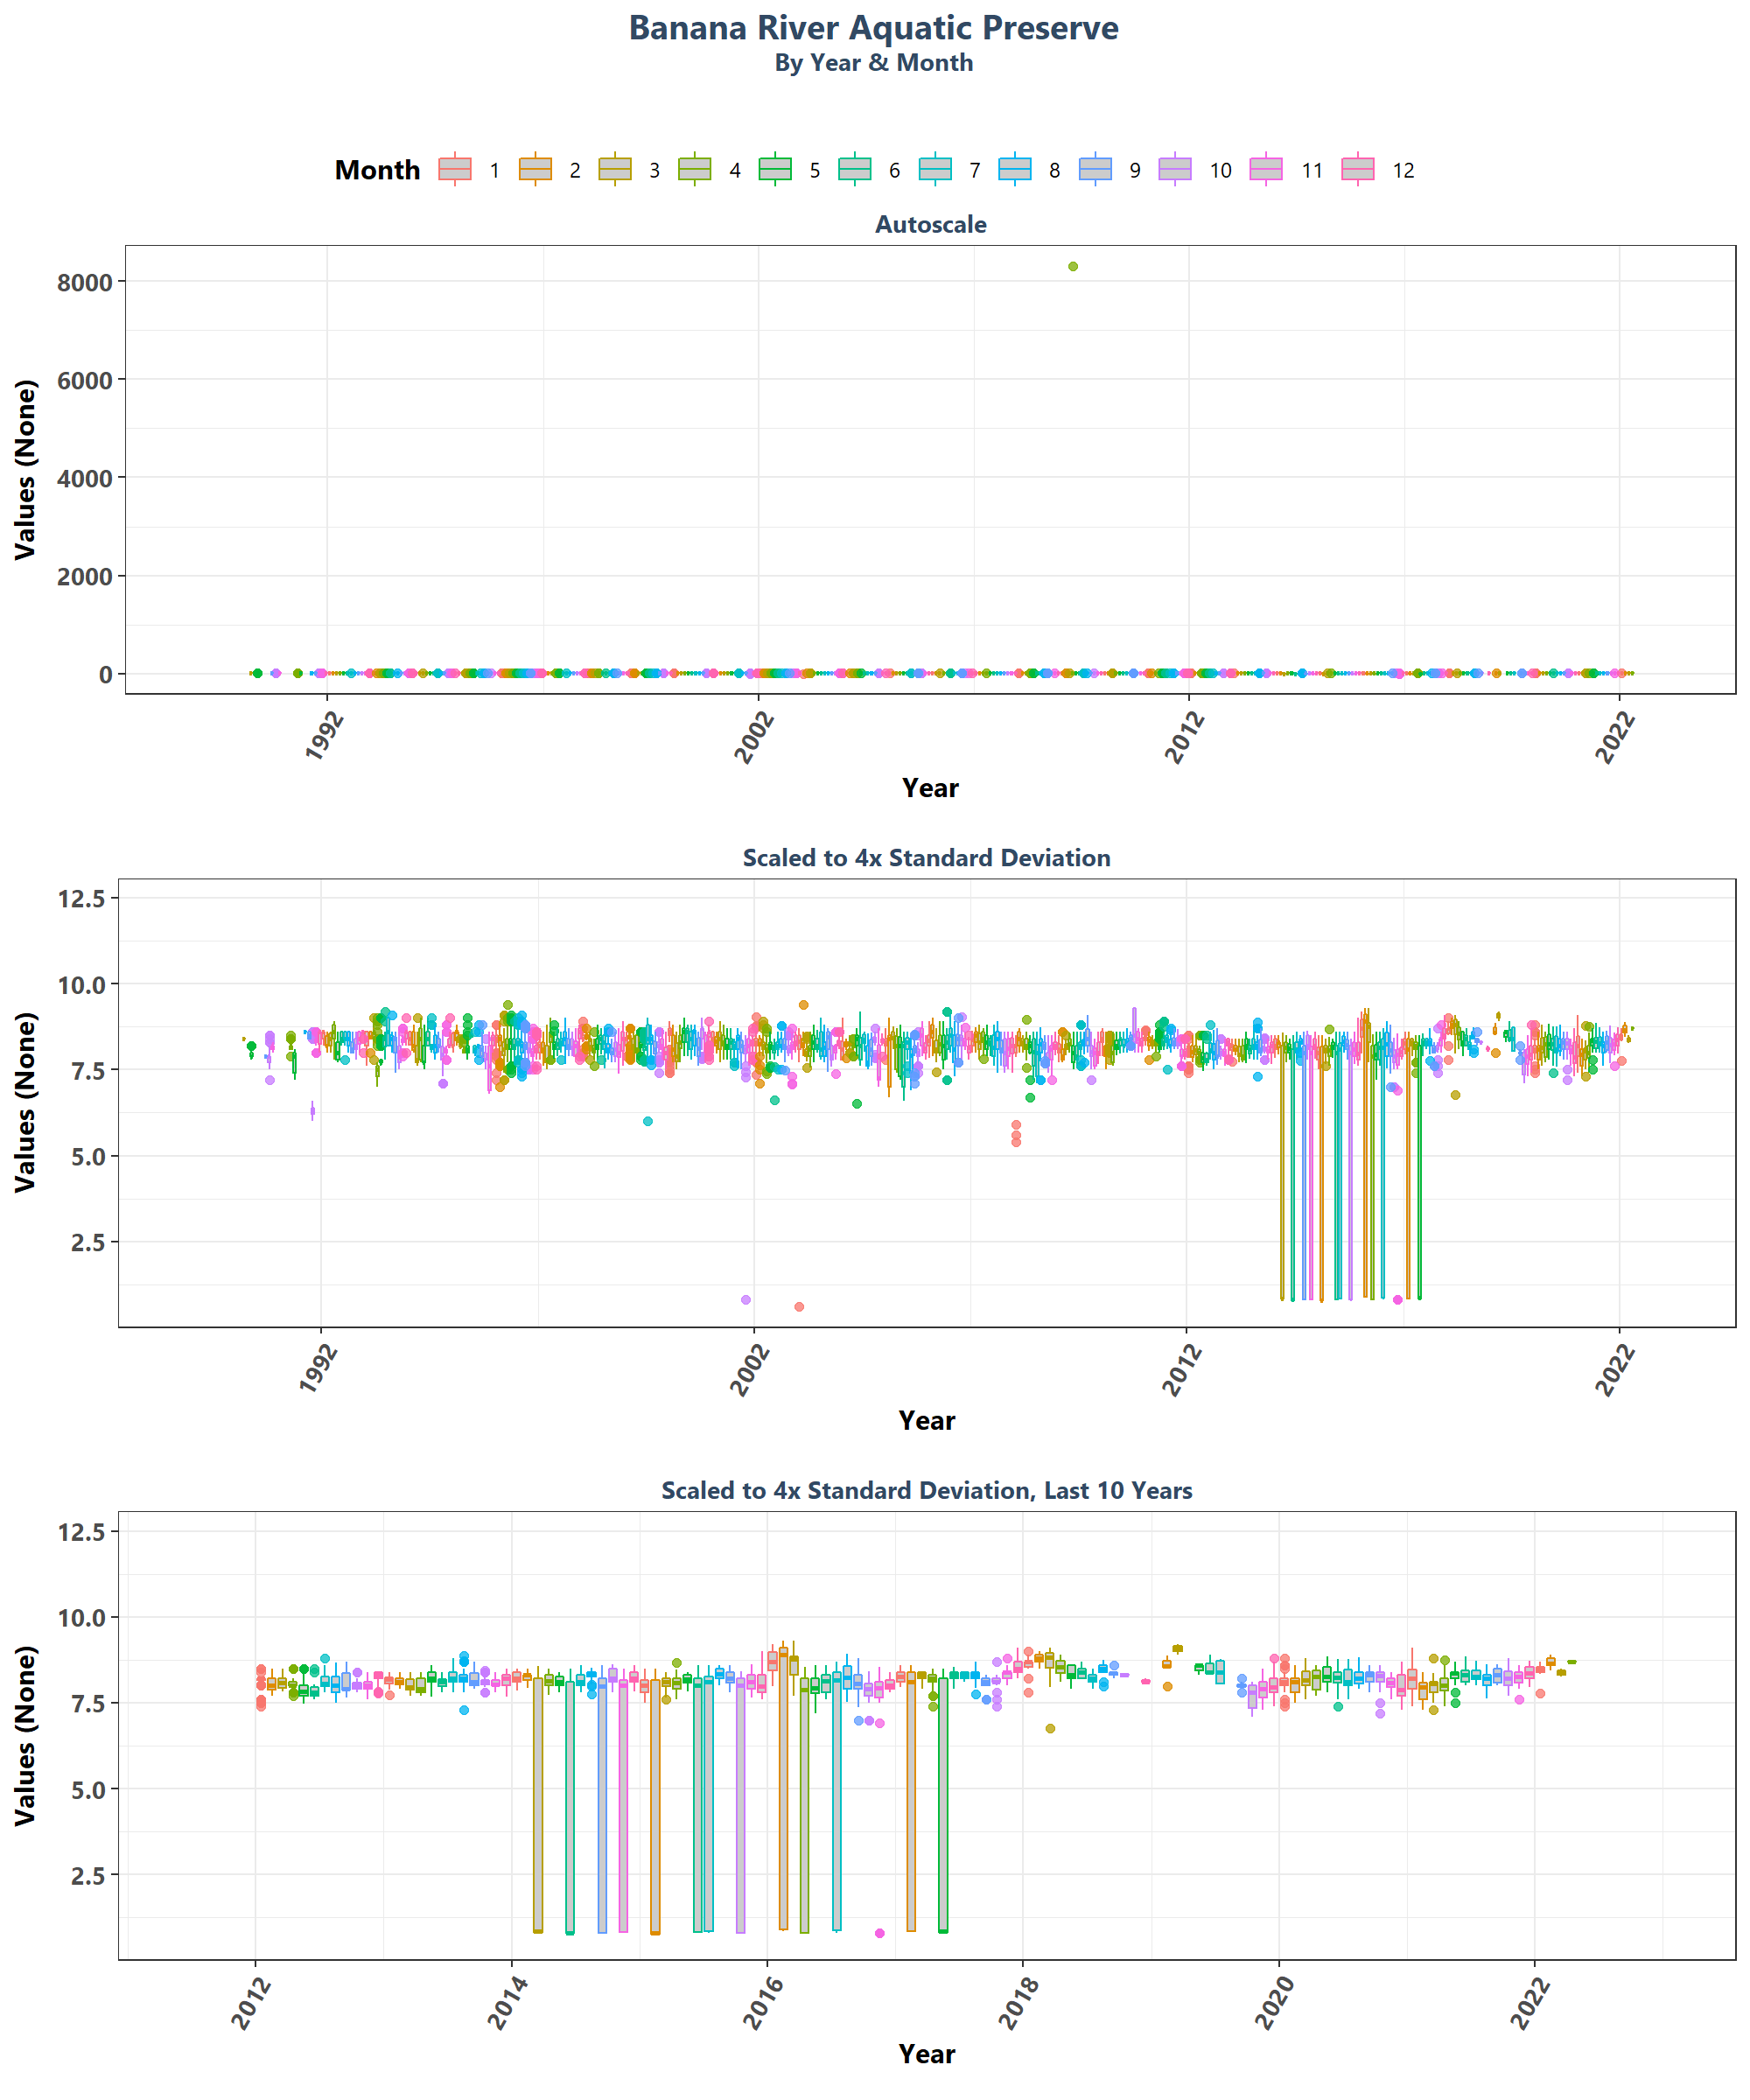 Banana River Aquatic Preserve
By Year & Month
Month 1 2 3 4 5 6 7 8 9 10 11 12
Autoscale
Values (None)
8000
6000
4000
2000
0
1992 2002 2012 2022
Year
Scaled to 4x Standard Deviation
Values (None)
12.5
10.0
7.5
5.0
2.5
1992 2002 2012 2022
Year
Scaled to 4x Standard Deviation, Last 10 Years
Values (None)
12.5
10.0
7.5
5.0
2.5
2012 2014 2016 2018 2020 2022
Year